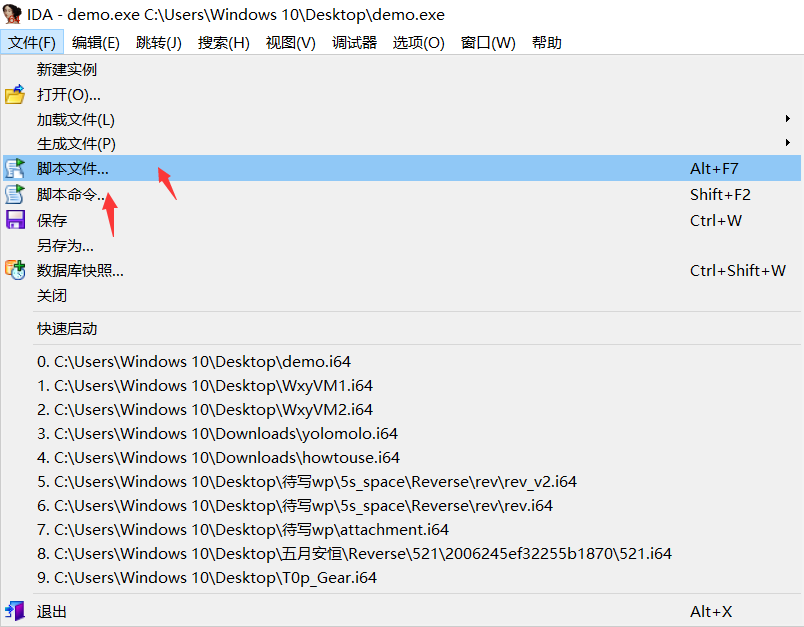 IDA - demo.exe C:\Users\Windows 10\Desktop\demo.exe
文件(F) 编辑(E) 跳转(J) 搜索(H) 视图(V) 调试器 选项(O) 窗口(W) 帮助
新建实例
打开(O)...
加载文件(L)
生成文件(P)
脚本文件... Alt+F7
脚本命令... Shift+F2
保存 Ctrl+W
另存为...
数据库快照... Ctrl+Shift+W
关闭
快速启动
0. C:\Users\Windows 10\Desktop\demo.i64
1. C:\Users\Windows 10\Desktop\WxyVM1.i64
2. C:\Users\Windows 10\Desktop\WxyVM2.i64
3. C:\Users\Windows 10\Downloads\yolomolo.i64
4. C:\Users\Windows 10\Downloads\howtouse.i64
5. C:\Users\Windows 10\Desktop\待写wp\5s_space\Reverse\rev\rev_v2.i64
6. C:\Users\Windows 10\Desktop\待写wp\5s_space\Reverse\rev\rev.i64
7. C:\Users\Windows 10\Desktop\待写wp\attachment.i64
8. C:\Users\Windows 10\Desktop\五月安恒\Reverse\521\2006245ef32255b1870\521.i64
9. C:\Users\Windows 10\Desktop\T0p_Gear.i64
退出 Alt+X